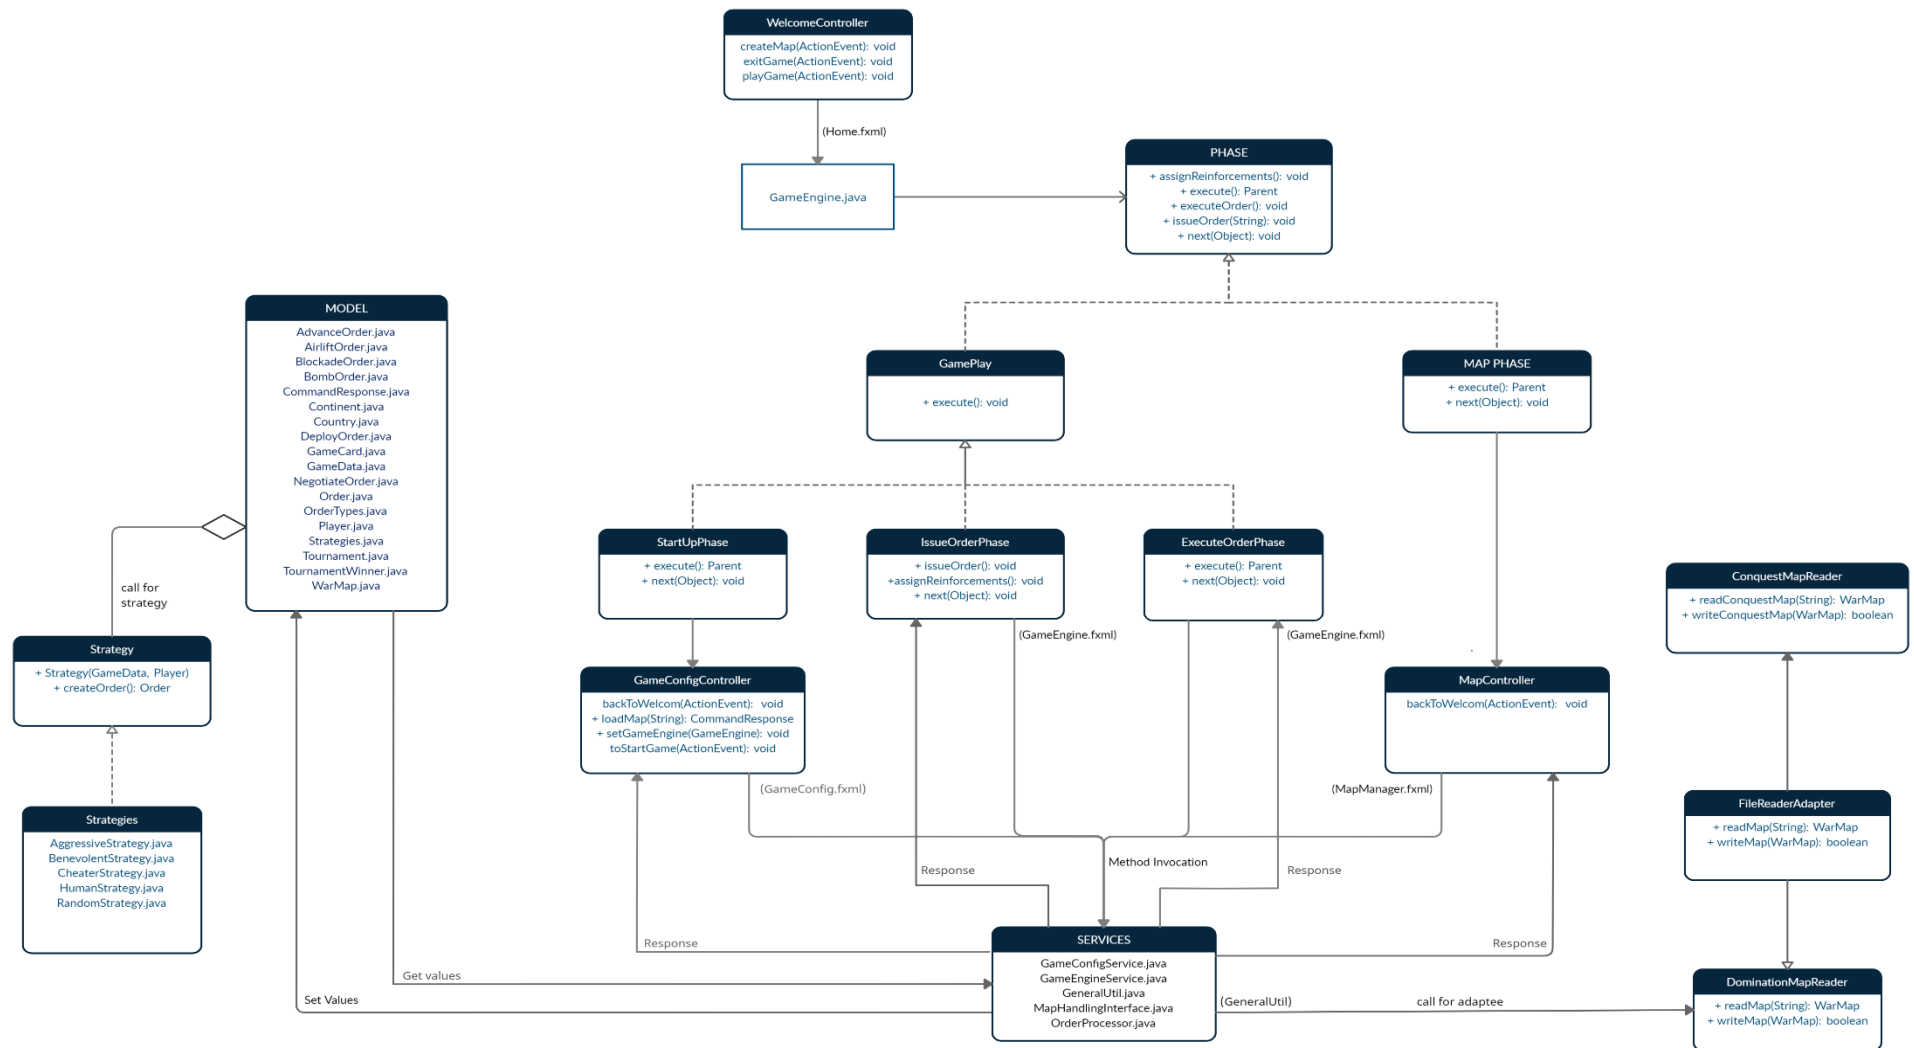 WelcomeController
createMap(ActionEvent): void
exitGame(ActionEvent): void
playGame(ActionEvent): void
(Home.fxml)
GameEngine.java
PHASE
+ assignReinforcements(): void
+ execute(): Parent
+ executeOrder(): void
+ issueOrder(String): void
+ next(Object): void
MODEL
AdvanceOrder.java
AirliftOrder.java
BlockadeOrder.java
BombOrder.java
CommandResponse.java
Continent.java
Country.java
DeployOrder.java
GameCard.java
GameData.java
NegotiateOrder.java
Order.java
OrderTypes.java
Player.java
Strategies.java
Tournament.java
TournamentWinner.java
WarMap.java
GamePlay
+ execute(): void
MAP PHASE
+ execute(): Parent
+ next(Object): void
call for
strategy
StartUpPhase
+ execute(): Parent
+ next(Object): void
IssueOrderPhase
+ issueOrder(): void
+assignReinforcements(): void
+ next(Object): void
ExecuteOrderPhase
+ execute(): Parent
+ next(Object): void
ConquestMapReader
+ readConquestMap(String): WarMap
+ writeConquestMap(WarMap): boolean
Strategy
+ Strategy(GameData, Player)
+ createOrder(): Order
(GameEngine.fxml)
(GameEngine.fxml)
GameConfigController
backToWelcom(ActionEvent): void
+ loadMap(String): CommandResponse
+ setGameEngine(GameEngine): void
toStartGame(ActionEvent): void
MapController
backToWelcom(ActionEvent): void
(GameConfig.fxml)
(MapManager.fxml)
FileReaderAdapter
+ readMap(String): WarMap
+ writeMap(WarMap): boolean
Strategies
AggressiveStrategy.java
BenevolentStrategy.java
CheaterStrategy.java
HumanStrategy.java
RandomStrategy.java
Method Invocation
Response
Response
Response
Response
SERVICES
GameConfigService.java
GameEngineService.java
GeneralUtil.java
MapHandlingInterface.java
OrderProcessor.java
Get values
Set Values
(GeneralUtil)
call for adaptee
DominationMapReader
+ readMap(String): WarMap
+ writeMap(WarMap): boolean